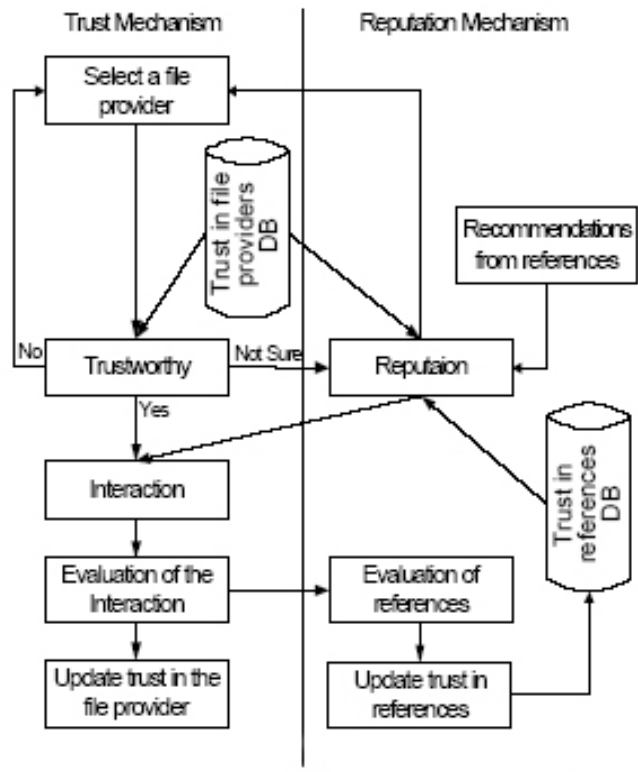 Trust Mechanism
Reputation Mechanism
Select a file
provider
Trust in file
providers
DB
Recommendations
from references
No
Trustworthy
Not Sure
Reputaion
Yes
Interaction
Trust in
references
DB
Evaluation of the
Interaction
Evaluation of
references
Update trust in the
file provider
Update trust in
references